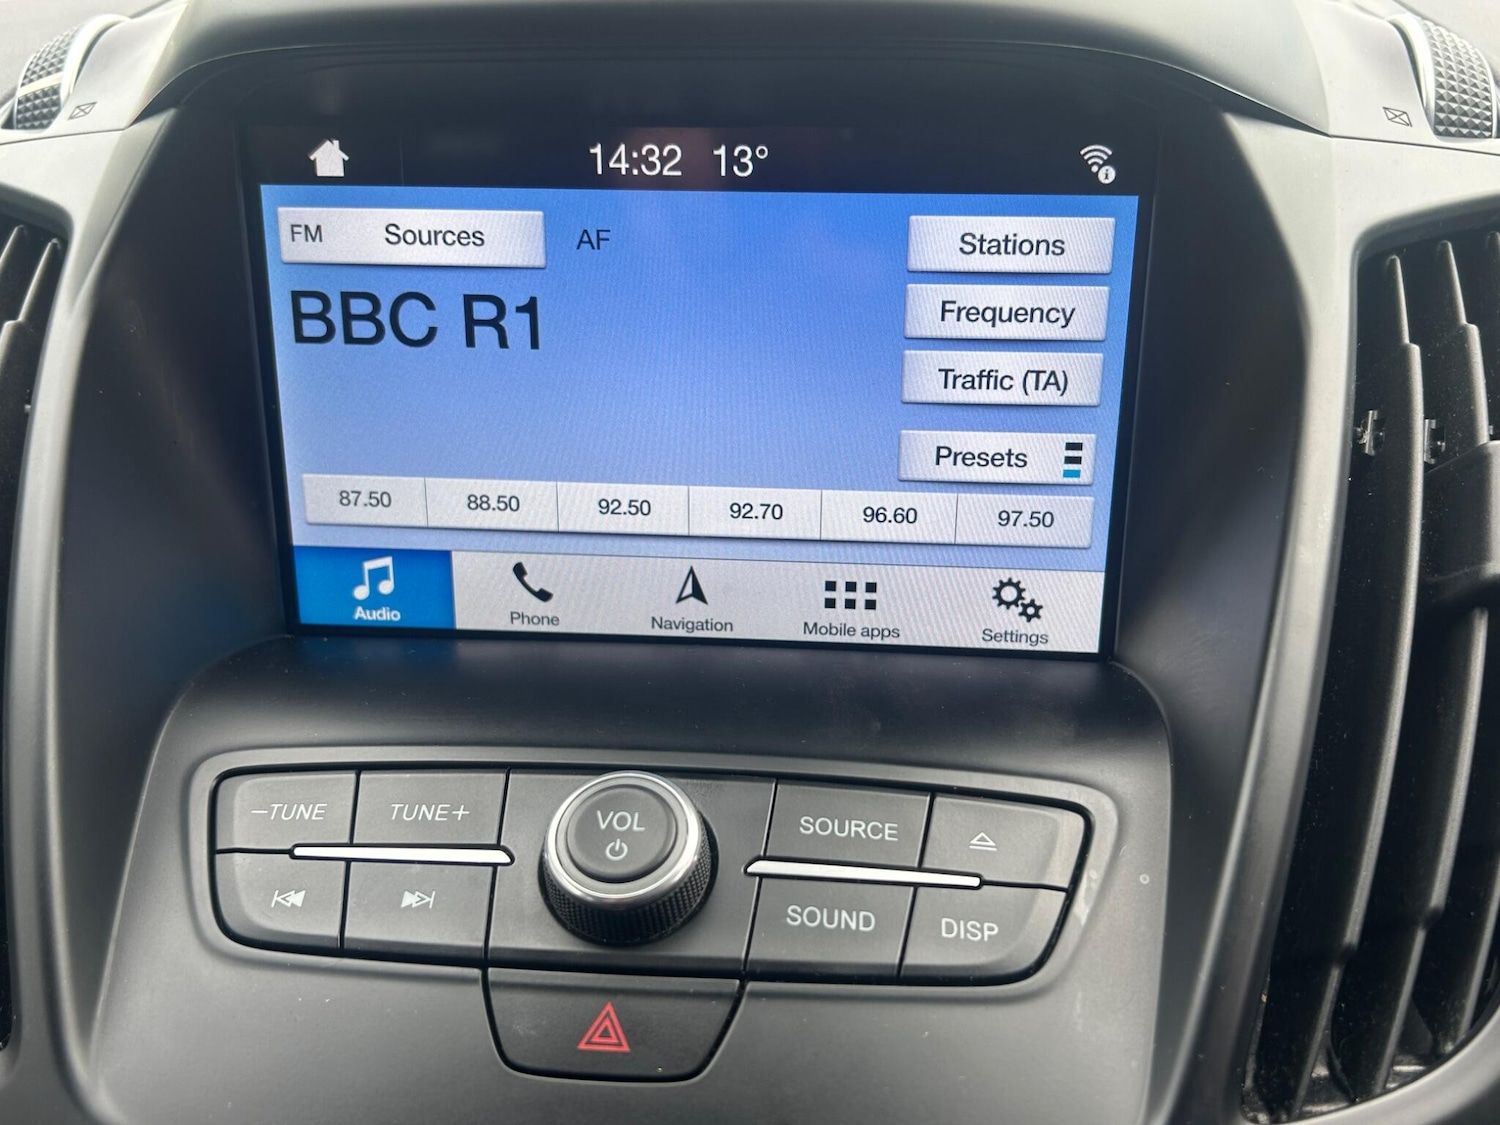 14:32 13°
FM Sources AF
Stations
BBC R1
Frequency
Traffic (TA)
Presets
87.50 88.50 92.50 92.70 96.60 97.50
Audio Phone Navigation Mobile apps Settings
–TUNE TUNE+ VOL SOURCE
SOUND DISP